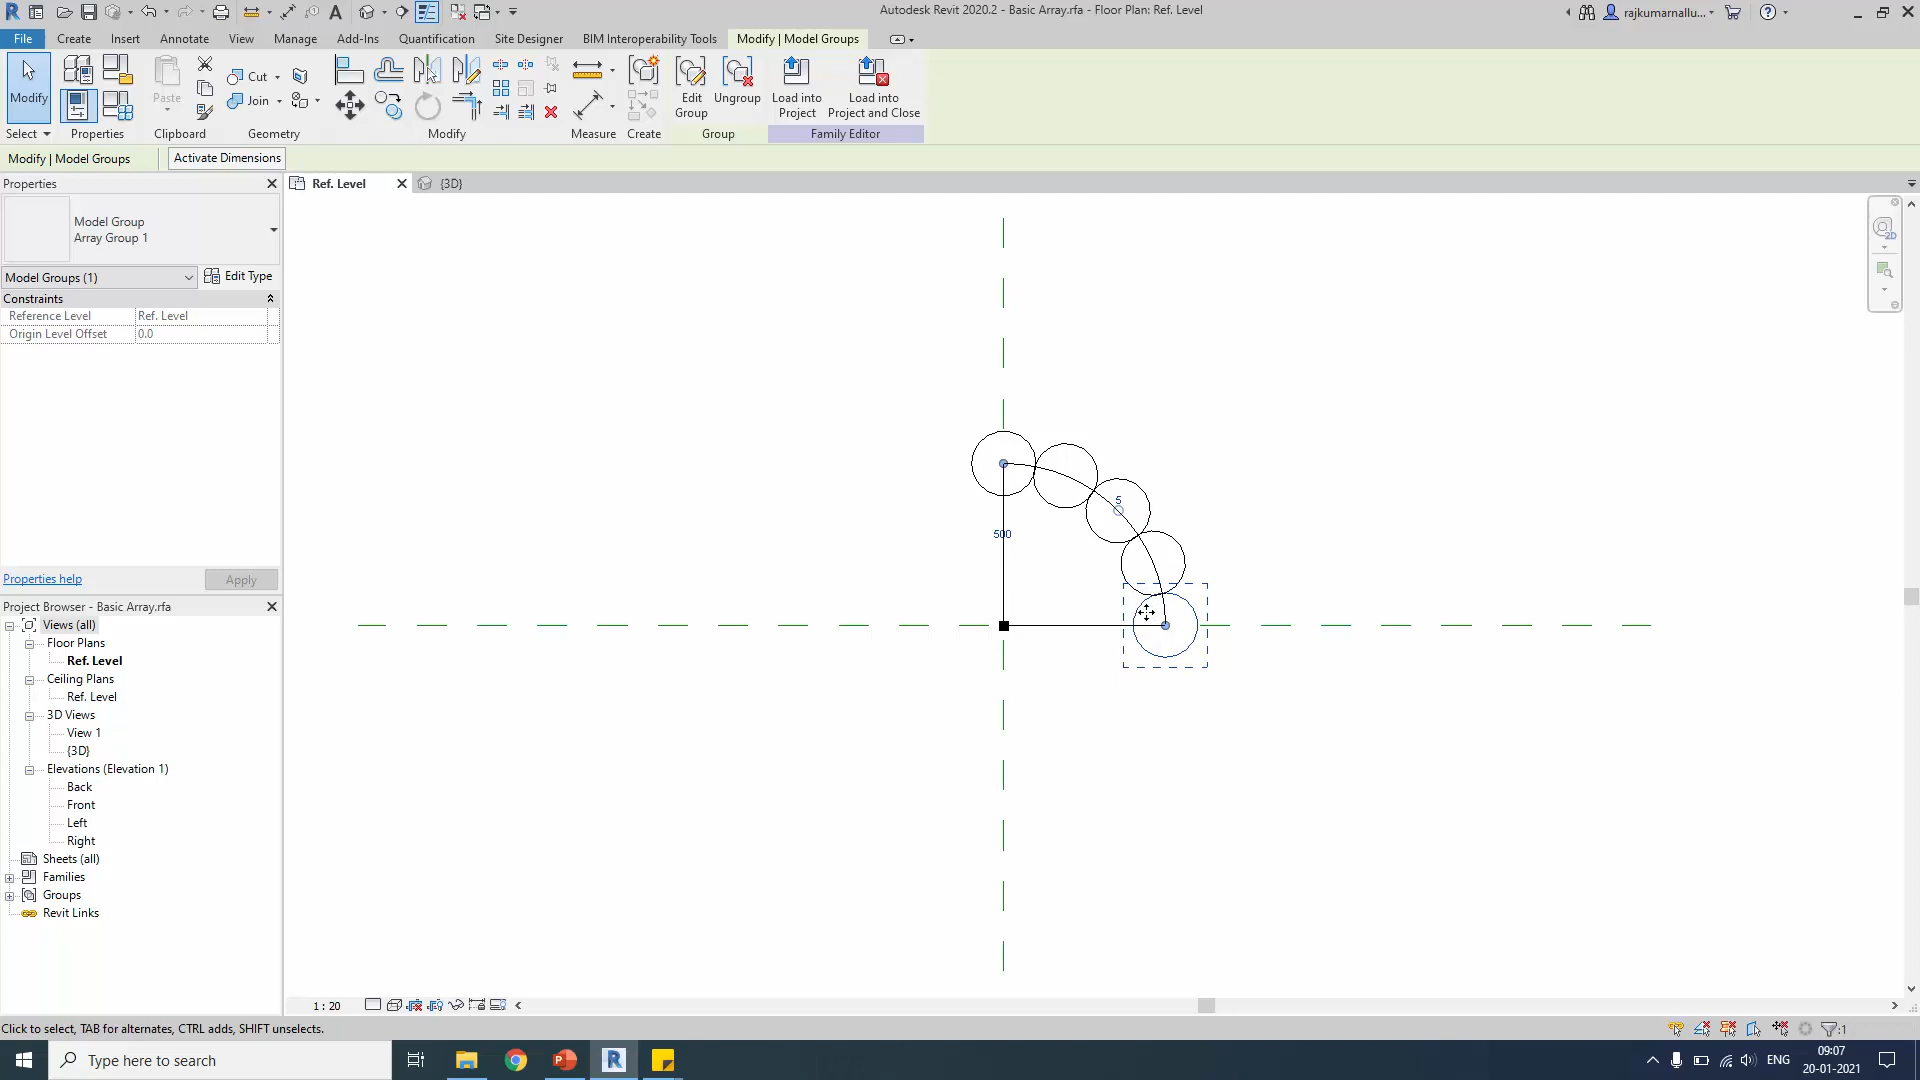 Autodesk Revit 2020.2 - Basic Array.rfa - Floor Plan: Ref. Level
rajkumarnallu...
File Create Insert Annotate View Manage Add-Ins Quantification Site Designer BIM Interoperability Tools Modify | Model Groups
Modify
Paste
Cut
Join
Edit Group
Ungroup
Load into Project
Load into Project and Close
Select Properties Clipboard Geometry Modify Measure Create Group Family Editor
Modify | Model Groups Activate Dimensions
Properties
Ref. Level
{3D}
Model Group
Array Group 1
Model Groups (1) Edit Type
Constraints
Reference Level Ref. Level
Origin Level Offset 0.0
5
500
2D
Properties help Apply
Project Browser - Basic Array.rfa
Views (all)
Floor Plans
Ref. Level
Ceiling Plans
Ref. Level
3D Views
View 1
{3D}
Elevations (Elevation 1)
Back
Front
Left
Right
Sheets (all)
Families
Groups
Revit Links
1 : 20
Click to select, TAB for alternates, CTRL adds, SHIFT unselects.
:1
Type here to search
ENG
09:07
20-01-2021